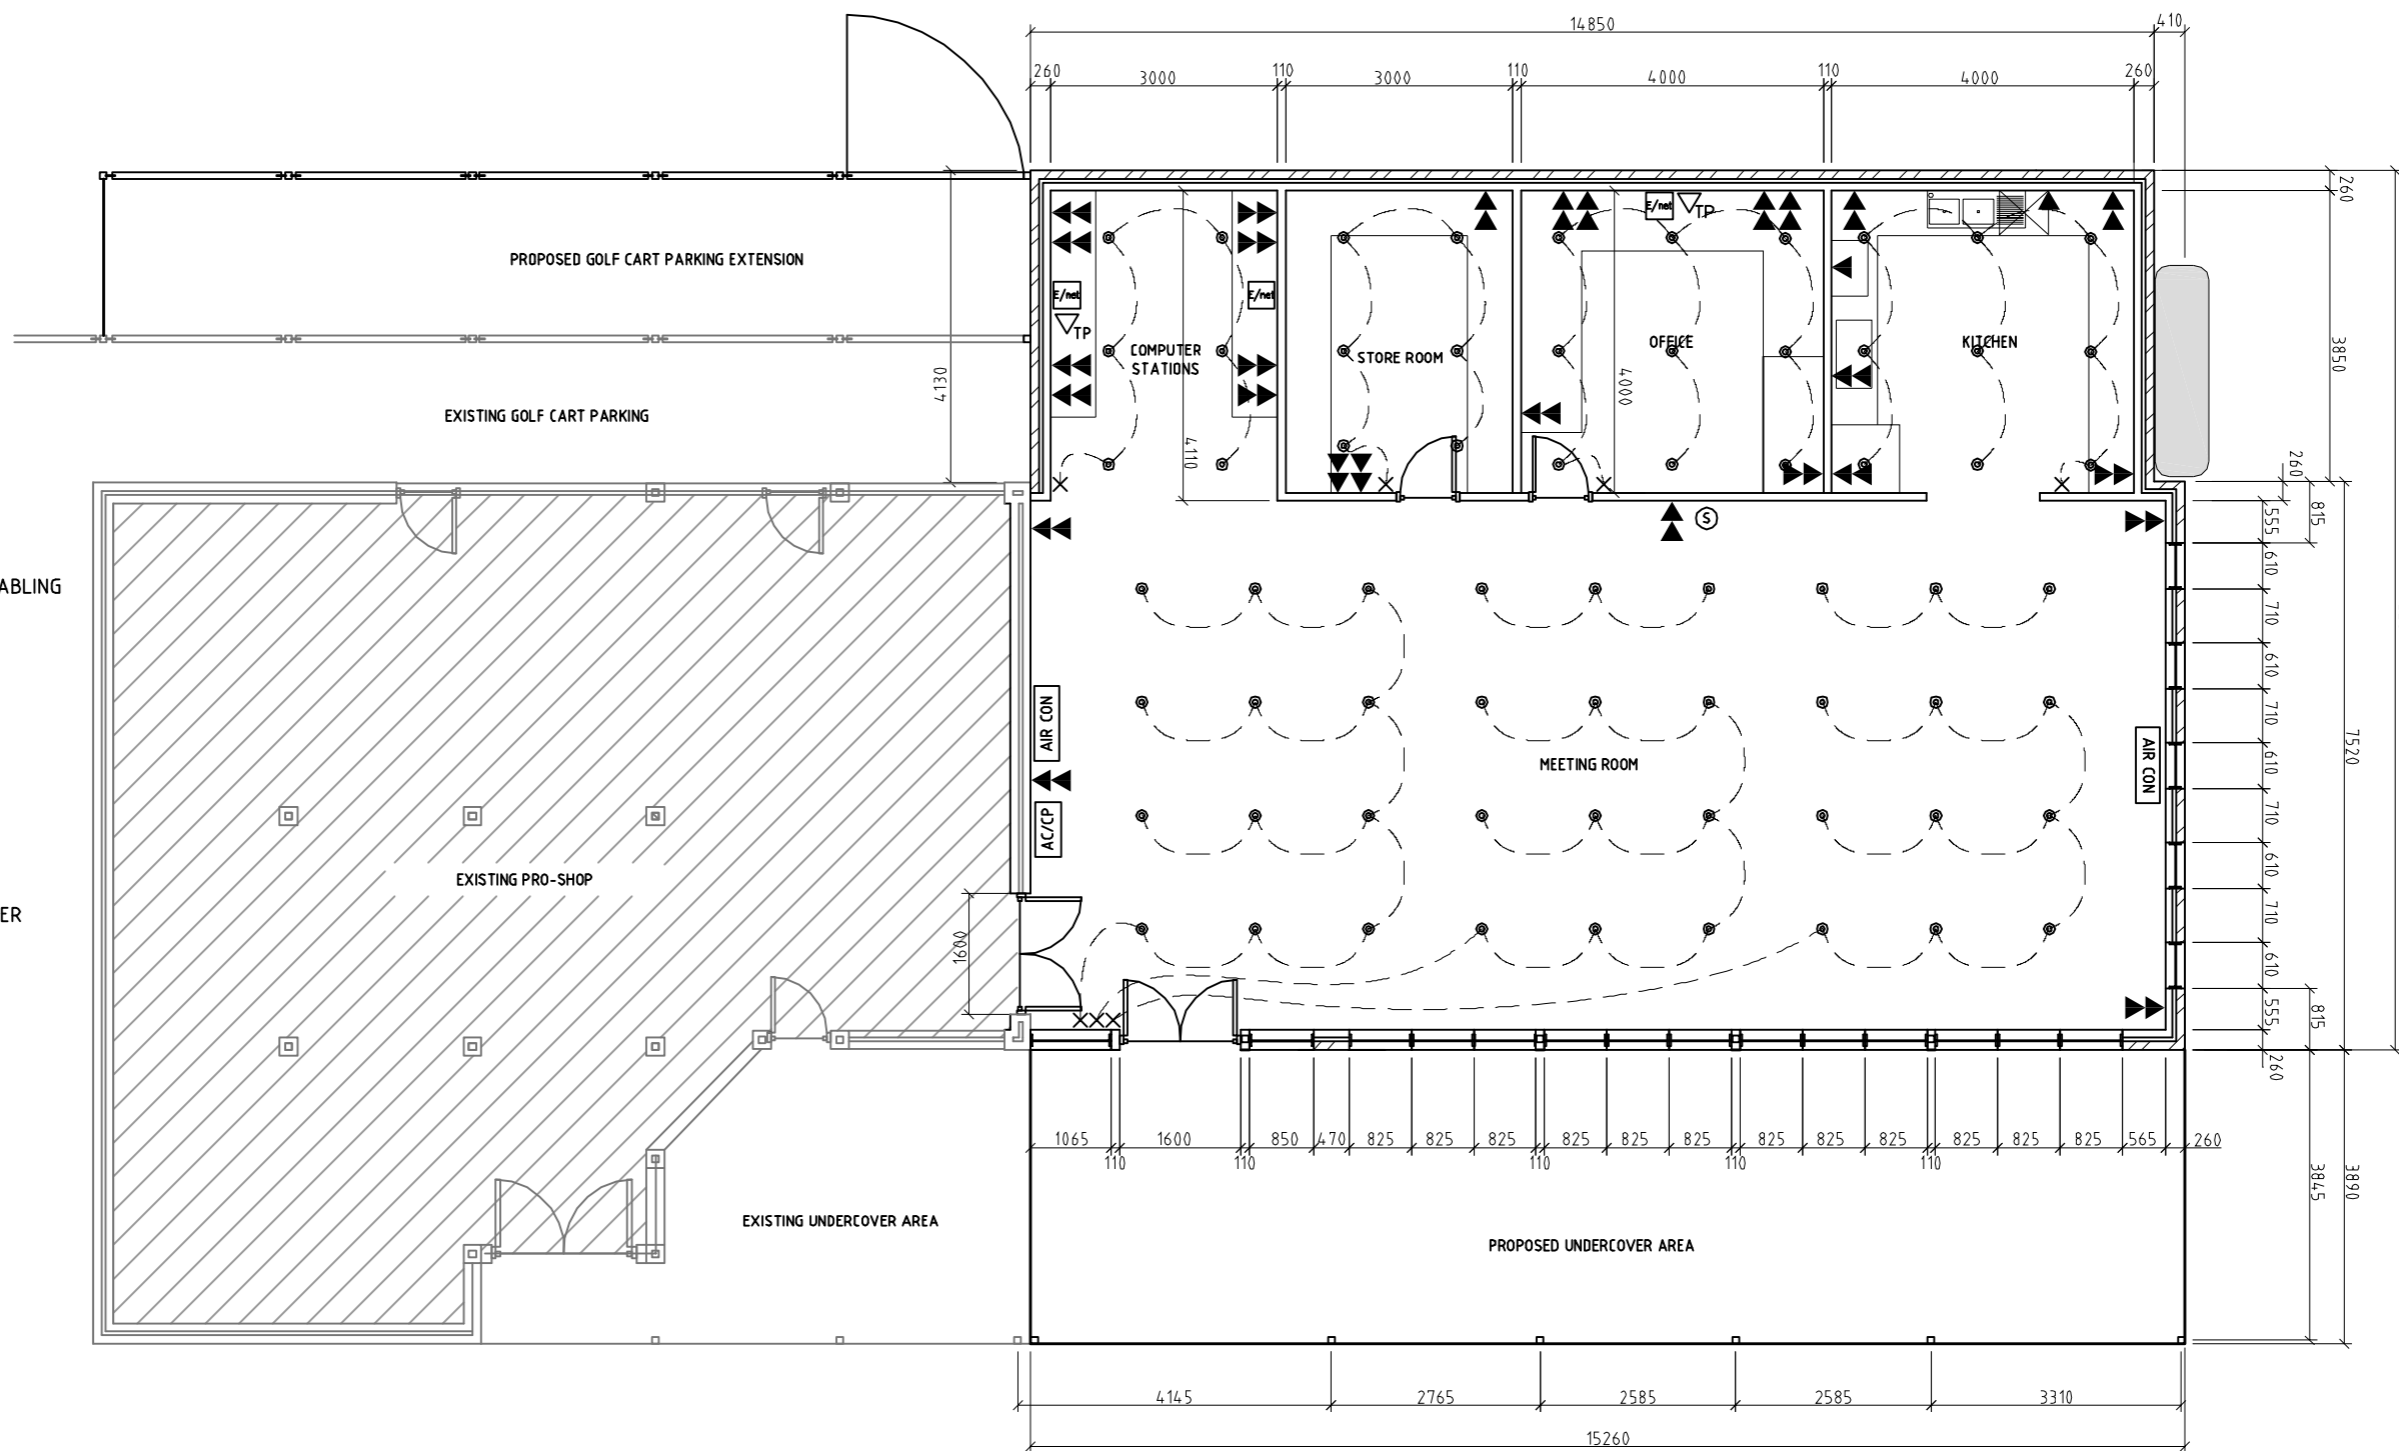 14850
410
260
3000
110
3000
110
4000
110
4000
260
260
3850
PROPOSED GOLF CART PARKING EXTENSION
E/net
TP
E/net
E/net
TP
COMPUTER
STATIONS
STORE ROOM
OFFICE
KITCHEN
4130
4110
4000
EXISTING GOLF CART PARKING
S
260
555
815
610
710
610
710
610
710
610
710
610
555
815
260
7520
ABLING
AIR CON
AC/CP
MEETING ROOM
AIR CON
EXISTING PRO-SHOP
ER
1600
1065
1600
850
470
825
825
825
825
825
825
825
825
825
825
825
825
565
260
110
110
110
110
110
3845
3890
EXISTING UNDERCOVER AREA
PROPOSED UNDERCOVER AREA
4145
2765
2585
2585
3310
15260